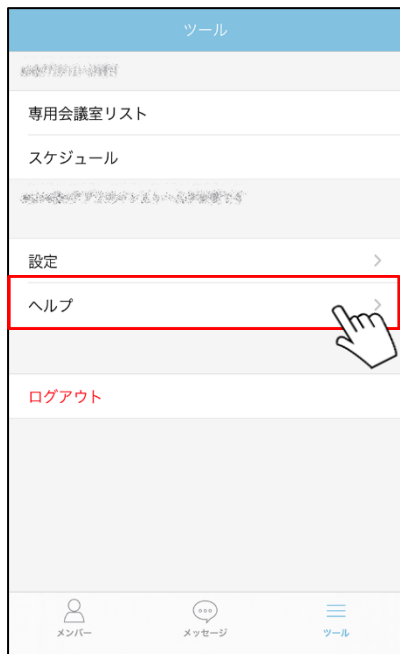 ツール
専用会議室リスト
スケジュール
設定
ヘルプ
ログアウト
メンバー
メッセージ
ツール